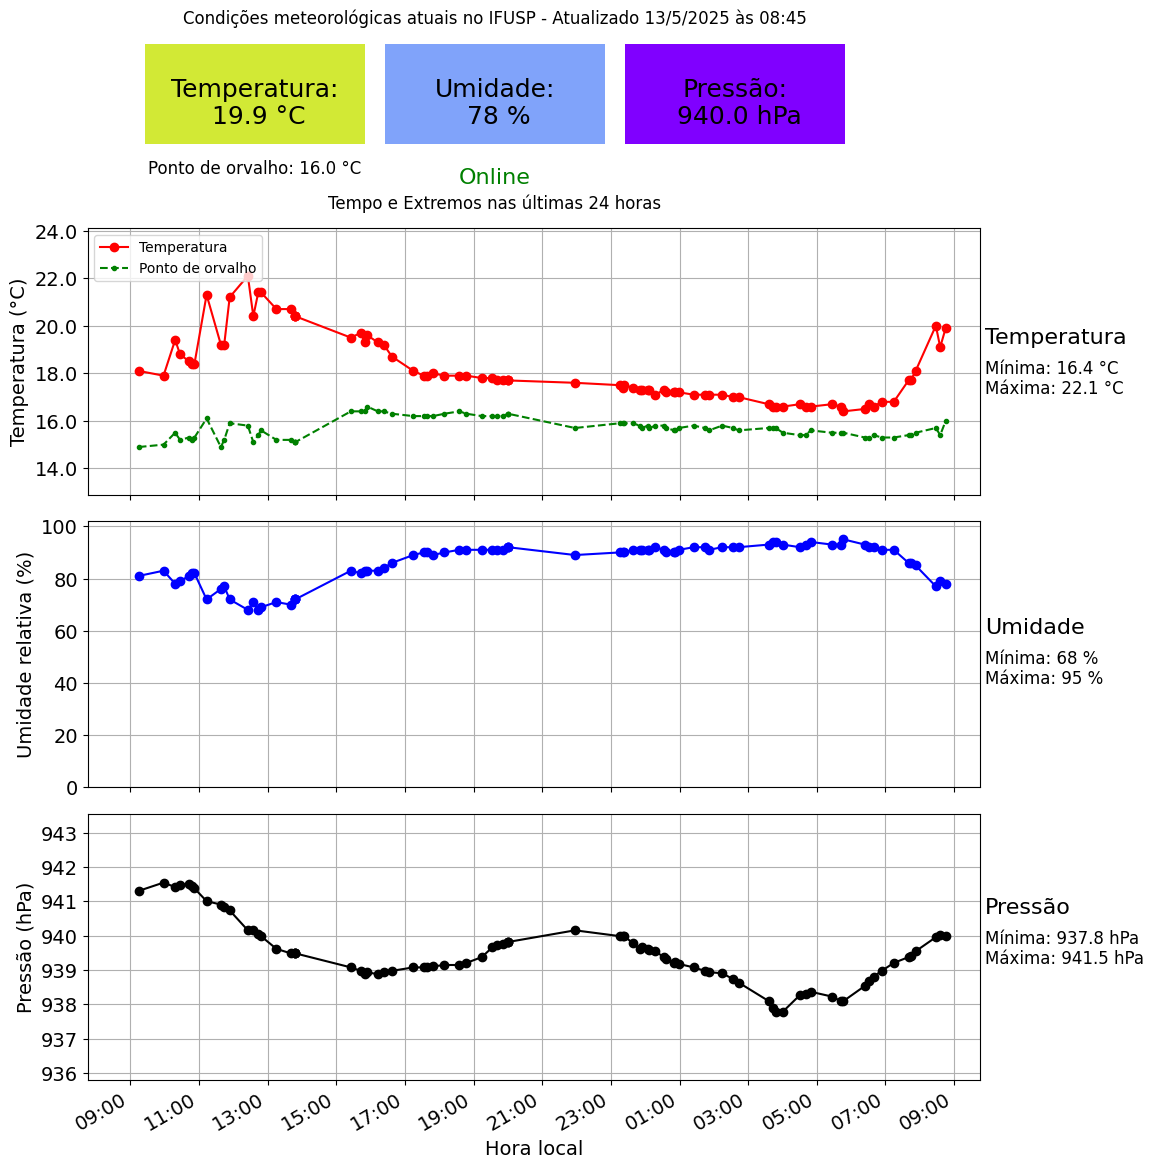 Condições meteorológicas atuais no IFUSP - Atualizado 13/5/2025 às 08:45
Temperatura:
19.9 °C
Umidade:
78 %
Pressão:
940.0 hPa
Ponto de orvalho: 16.0 °C
Online
Tempo e Extremos nas últimas 24 horas
Temperatura (°C)
24.0
22.0
20.0
18.0
16.0
14.0
Temperatura
Ponto de orvalho
Temperatura
Mínima: 16.4 °C
Máxima: 22.1 °C
Umidade relativa (%)
100
80
60
40
20
0
Umidade
Mínima: 68 %
Máxima: 95 %
Pressão (hPa)
943
942
941
940
939
938
937
936
Pressão
Mínima: 937.8 hPa
Máxima: 941.5 hPa
09:00
11:00
13:00
15:00
17:00
19:00
21:00
23:00
01:00
03:00
05:00
07:00
09:00
Hora local